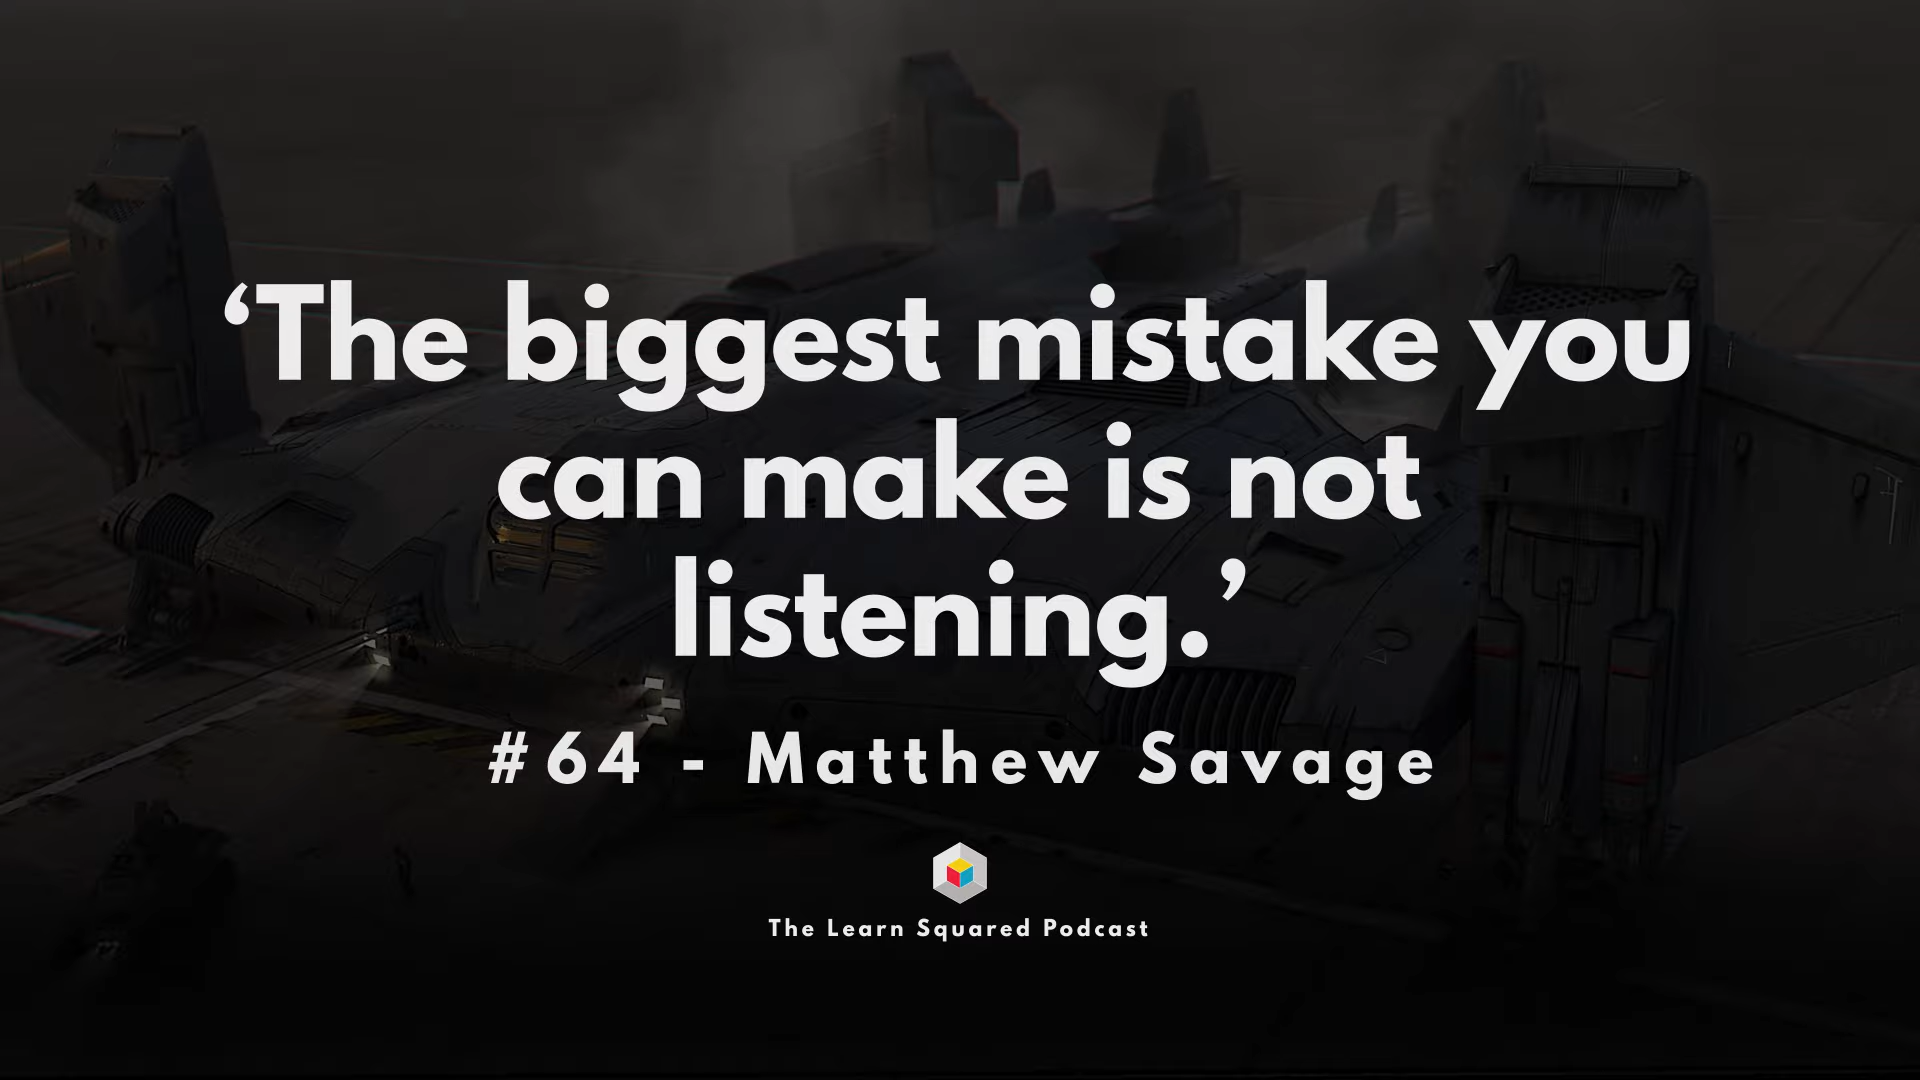 ‘The biggest mistake you
can make is not
listening.’
#64 - Matthew Savage
The Learn Squared Podcast